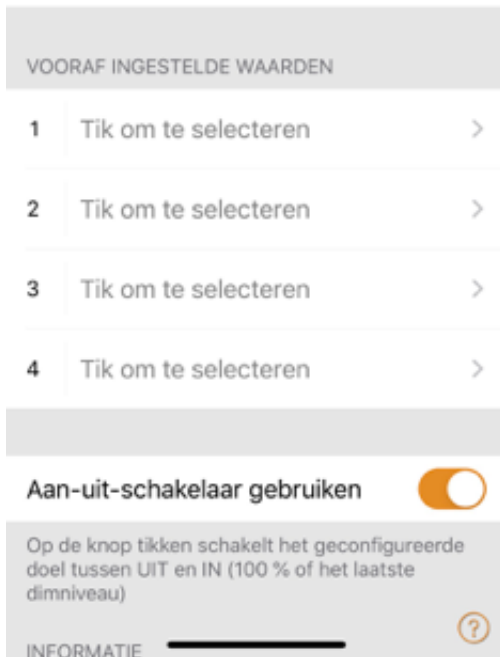 VOORAF INGESTELDE WAARDEN
1 Tik om te selecteren >
2 Tik om te selecteren >
3 Tik om te selecteren >
4 Tik om te selecteren >
Aan-uit-schakelaar gebruiken
Op de knop tikken schakelt het geconfigureerde
doel tussen UIT en IN (100 % of het laatste
dimniveau)
?
INFORMATIE